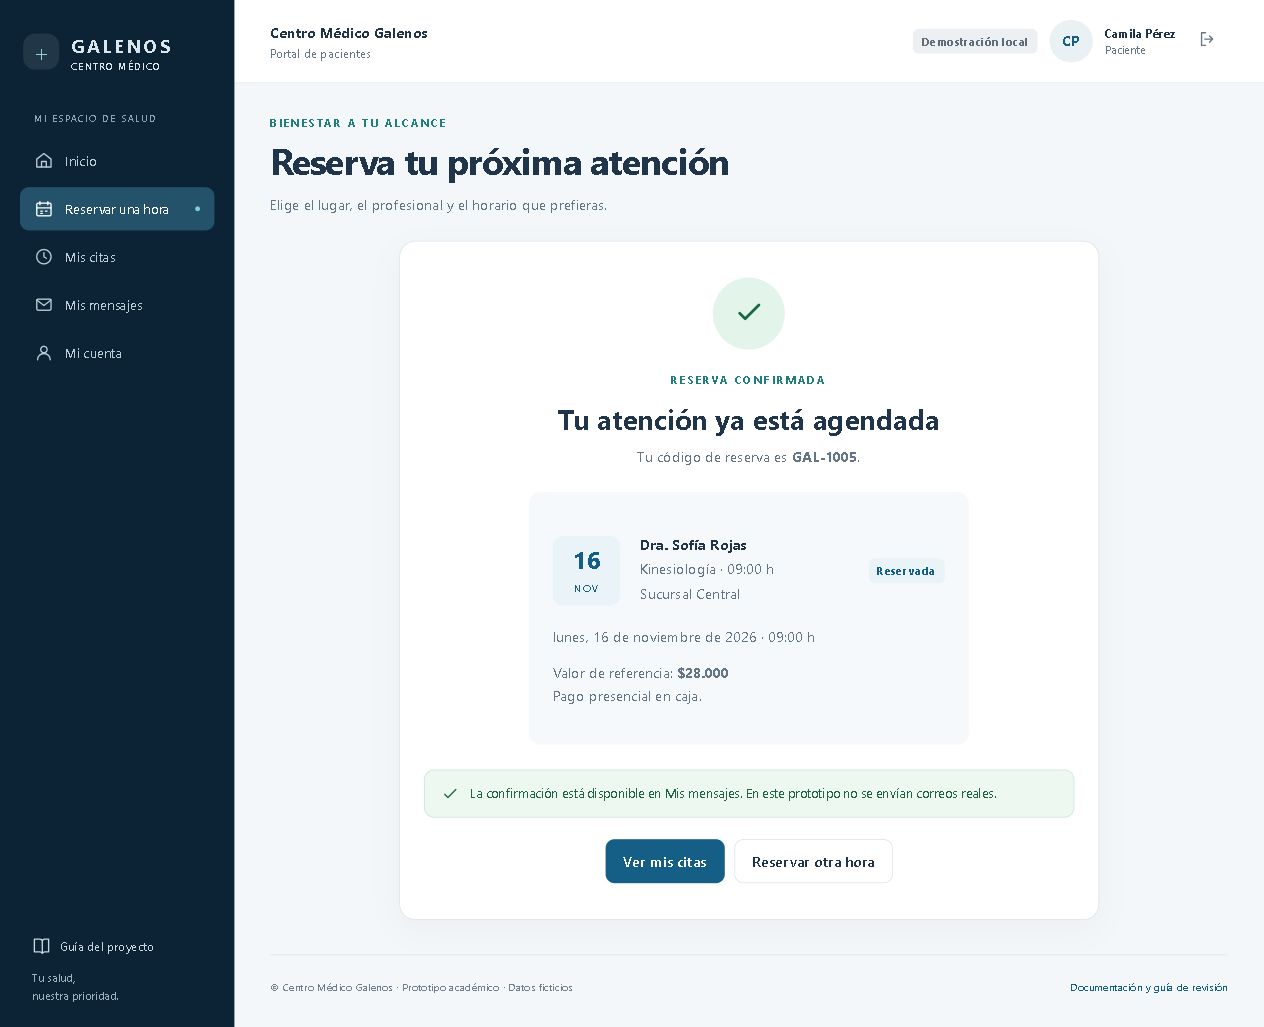 GALENOS
CENTRO MÉDICO
MI ESPACIO DE SALUD
Inicio
Reservar una hora
Mis citas
Mis mensajes
Mi cuenta
Guía del proyecto
Tu salud,
nuestra prioridad.
Centro Médico Galenos
Portal de pacientes
Demostración local
CP
Camila Pérez
Paciente
BIENESTAR A TU ALCANCE
Reserva tu próxima atención
Elige el lugar, el profesional y el horario que prefieras.
RESERVA CONFIRMADA
Tu atención ya está agendada
Tu código de reserva es GAL-1005.
16
NOV
Dra. Sofía Rojas
Kinesiología · 09:00 h
Sucursal Central
Reservada
lunes, 16 de noviembre de 2026 · 09:00 h
Valor de referencia: $28.000
Pago presencial en caja.
La confirmación está disponible en Mis mensajes. En este prototipo no se envían correos reales.
Ver mis citas
Reservar otra hora
© Centro Médico Galenos · Prototipo académico · Datos ficticios
Documentación y guía de revisión